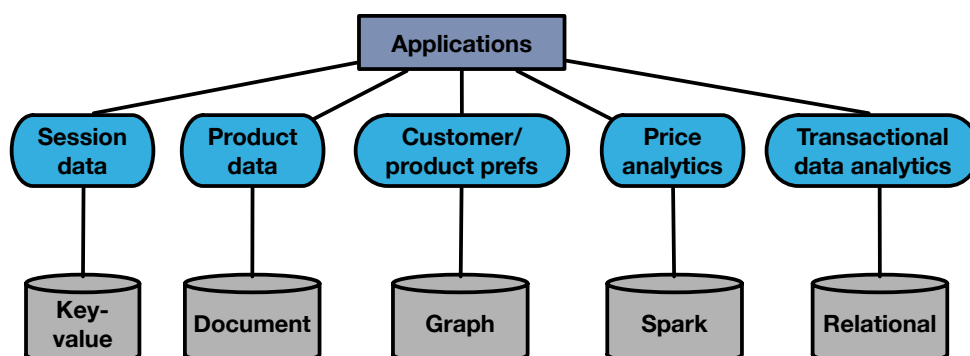 Applications
Session
data
Product
data
Customer/
product prefs
Price
analytics
Transactional
data analytics
Key-
value
Document
Graph
Spark
Relational